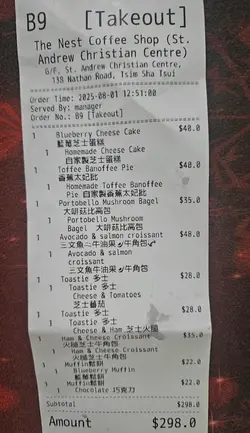 B9 [Takeout]
The Nest Coffee Shop (St.
Andrew Christian Centre)
G/F, St. Andrew Christian Centre,
138 Nathan Road, Tsim Sha Tsui
Order Time: 2025-08-01 12:51:00
Served By: manager
Order No.: B9 [Takeout]
1 Blueberry Cheese Cake $40.0
藍莓芝士蛋糕
1 Homemade Cheese Cake
自家製芝士蛋糕
1 Toffee Banoffee Pie $40.0
香蕉太妃批
1 Homemade Toffee Banoffee
Pie 自家製香蕉太妃批
1 Portobello Mushroom Bagel $35.0
大啡菇比高包
1 Portobello Mushroom
Bagel 大啡菇比高包
1 Avocado & salmon croissant $48.0
三文魚牛油果牛角包
1 Avocado & salmon
croissant
三文魚牛油果牛角包
1 Toastie 多士 $28.0
1 Toastie 多士
Cheese & Tomatoes
芝士番茄
1 Toastie 多士 $28.0
1 Toastie 多士
Cheese & Ham 芝士火腿
1 Ham & Cheese Croissant $35.0
火腿芝士牛角包
1 Ham & Cheese Croissant
火腿芝士牛角包
1 Muffin鬆餅 $22.0
1 Blueberry Muffin
藍莓鬆餅
1 Muffin鬆餅 $22.0
1 Chocolate 巧克力
Subtotal $298.0
Amount $298.0